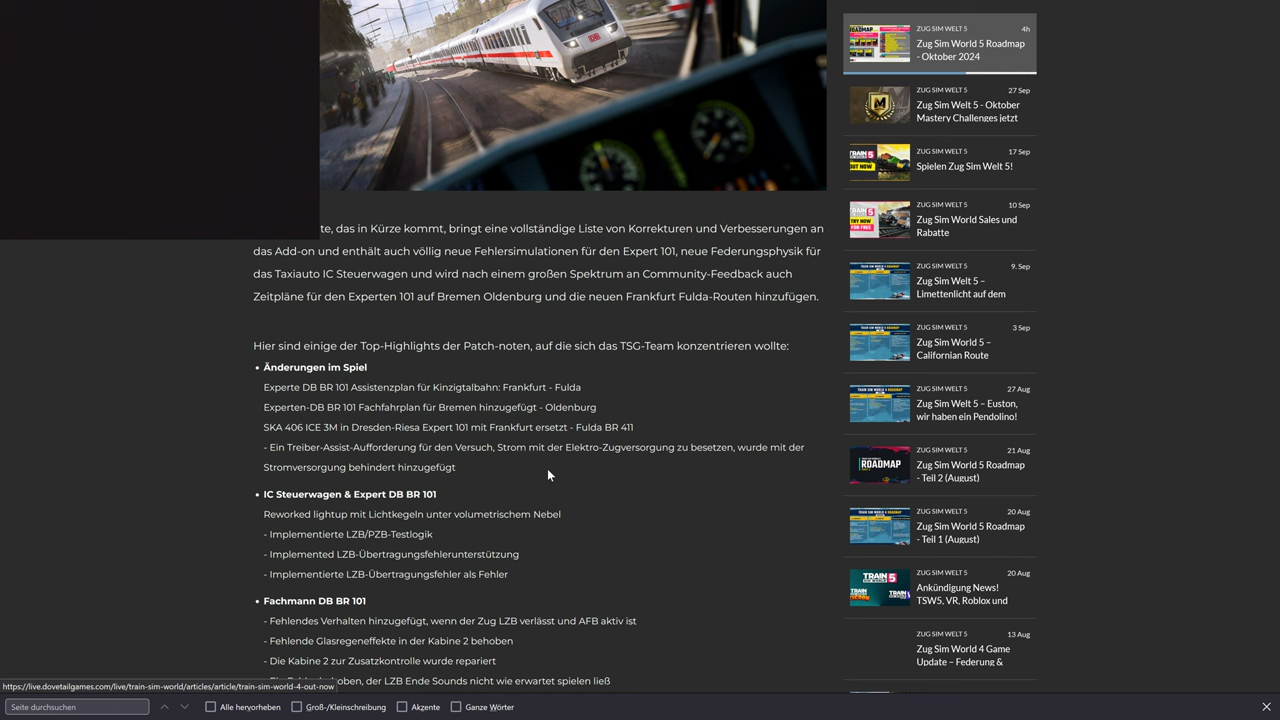 te, das in Kürze kommt, bringt eine vollständige Liste von Korrekturen und Verbesserungen an
das Add-on und enthält auch völlig neue Fehlersimulationen für den Expert 101, neue Federungsphysik für
das Taxiauto IC Steuerwagen und wird nach einem großen Spektrum an Community-Feedback auch
Zeitpläne für den Experten 101 auf Bremen Oldenburg und die neuen Frankfurt Fulda-Routen hinzufügen.
Hier sind einige der Top-Highlights der Patch-noten, auf die sich das TSG-Team konzentrieren wollte:
• Änderungen im Spiel
Experte DB BR 101 Assistenzplan für Kinzigtalbahn: Frankfurt - Fulda
Experten-DB BR 101 Fachfahrplan für Bremen hinzugefügt - Oldenburg
SKA 406 ICE 3M in Dresden-Riesa Expert 101 mit Frankfurt ersetzt - Fulda BR 411
- Ein Treiber-Assist-Aufforderung für den Versuch, Strom mit der Elektro-Zugversorgung zu besetzen, wurde mit der
Stromversorgung behindert hinzugefügt
• IC Steuerwagen & Expert DB BR 101
Reworked lightup mit Lichtkegeln unter volumetrischem Nebel
- Implementierte LZB/PZB-Testlogik
- Implemented LZB-Übertragungsfehlerunterstützung
- Implementierte LZB-Übertragungsfehler als Fehler
• Fachmann DB BR 101
- Fehlendes Verhalten hinzugefügt, wenn der Zug LZB verlässt und AFB aktiv ist
- Fehlende Glasregeneffekte in der Kabine 2 behoben
- Die Kabine 2 zur Zusatzkontrolle wurde repariert
oben, der LZB Ende Sounds nicht wie erwartet spielen ließ
ZUG SIM WELT 5 4h
Zug Sim World 5 Roadmap
- Oktober 2024
ZUG SIM WELT 5 27 Sep
Zug Sim Welt 5 - Oktober
Mastery Challenges jetzt
ZUG SIM WELT 5 17 Sep
Spielen Zug Sim Welt 5!
ZUG SIM WELT 5 10 Sep
Zug Sim World Sales und
Rabatte
ZUG SIM WELT 5 9. Sep
Zug Sim Welt 5 –
Limettenlicht auf dem
ZUG SIM WELT 5 3 Sep
Zug Sim World 5 –
Californian Route
ZUG SIM WELT 5 27 Aug
Zug Sim Welt 5 – Euston,
wir haben ein Pendolino!
ZUG SIM WELT 5 21 Aug
ROADMAP
Zug Sim World 5 Roadmap
- Teil 2 (August)
ZUG SIM WELT 5 20 Aug
Zug Sim World 5 Roadmap
- Teil 1 (August)
ZUG SIM WELT 5 20 Aug
Ankündigung News!
TSW5, VR, Roblox und
ZUG SIM WELT 5 13 Aug
Zug Sim World 4 Game
Update – Federung &
https://live.dovetailgames.com/live/train-sim-world/articles/article/train-sim-world-4-out-now
Seite durchsuchen
Alle hervorheben
Groß-/Kleinschreibung
Akzente
Ganze Wörter